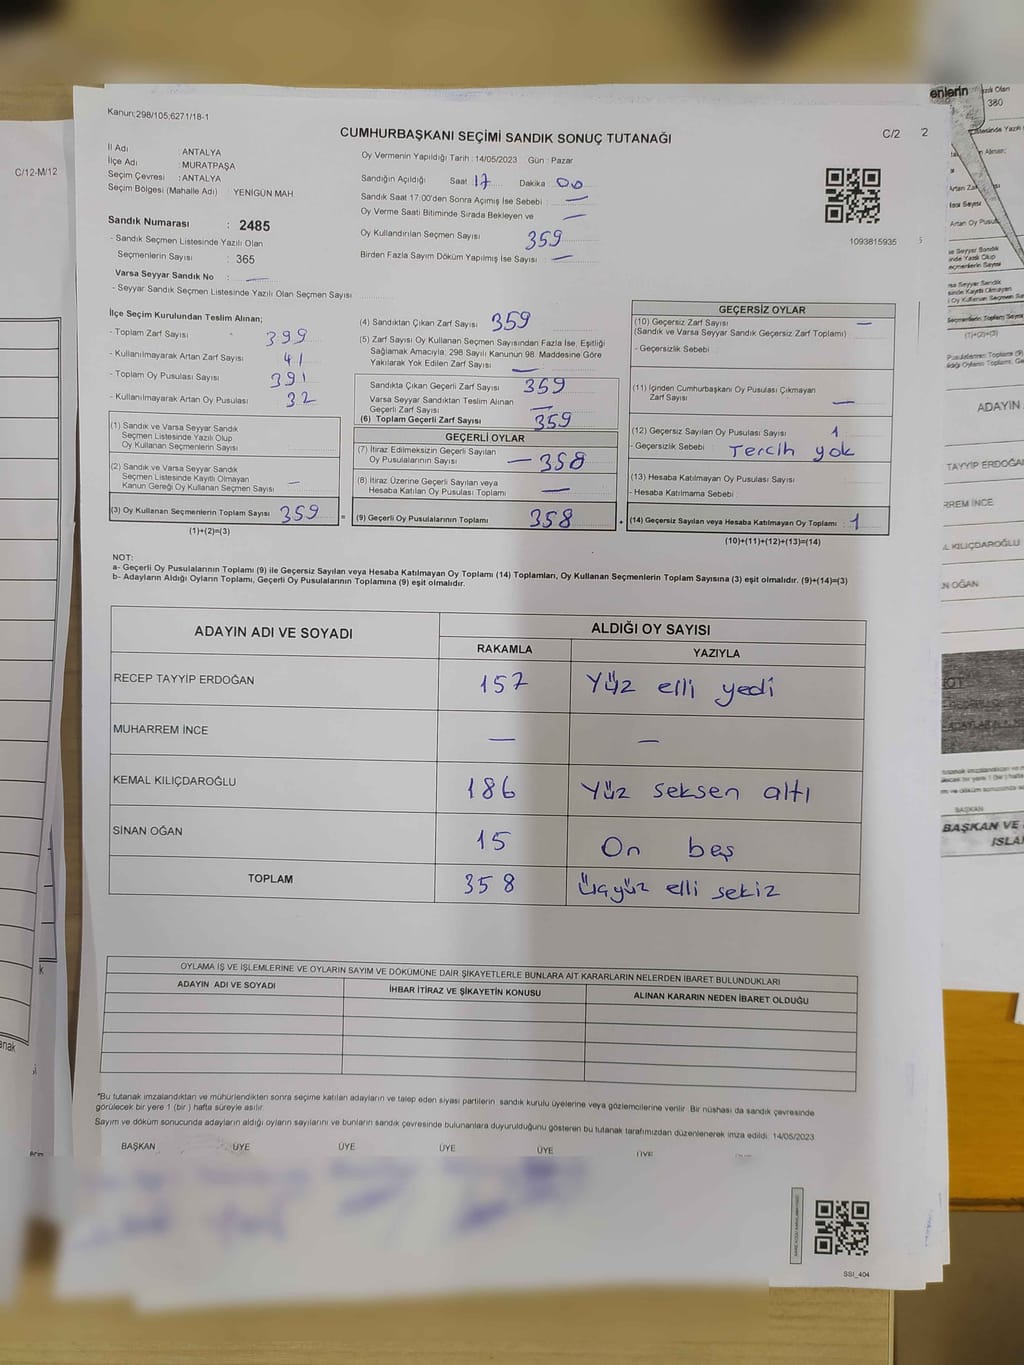 Kanun:298/105;6271/18-1
CUMHURBAŞKANI SEÇİMİ SANDIK SONUÇ TUTANAĞI
C/2
2
İl Adı : ANTALYA
İlçe Adı : MURATPAŞA
Seçim Çevresi : ANTALYA
Seçim Bölgesi (Mahalle Adı) : YENİGÜN MAH.
Sandık Numarası : 2485
- Sandık Seçmen Listesinde Yazılı Olan
Seçmenlerin Sayısı : 365
Varsa Seyyar Sandık No : —
- Seyyar Sandık Seçmen Listesinde Yazılı Olan Seçmen Sayısı
Oy Vermenin Yapıldığı Tarih : 14/05/2023 Gün : Pazar
Sandığın Açıldığı Saat 17 Dakika 00
Sandık Saat 17:00'den Sonra Açımış İse Sebebi : —
Oy Verme Saati Bitiminde Sırada Bekleyen ve —
Oy Kullandırılan Seçmen Sayısı 359
Birden Fazla Sayım Döküm Yapılmış İse Sayısı : —
1093815935
İlçe Seçim Kurulundan Teslim Alınan;
- Toplam Zarf Sayısı 399
- Kullanılmayarak Artan Zarf Sayısı 41
- Toplam Oy Pusulası Sayısı 391
- Kullanılmayarak Artan Oy Pusulası 32
(1) Sandık ve Varsa Seyyar Sandık
Seçmen Listesinde Yazılı Olup
Oy Kullanan Seçmenlerin Sayısı
(2) Sandık ve Varsa Seyyar Sandık
Seçmen Listesinde Kayıtlı Olmayan
Kanun Gereği Oy Kullanan Seçmen Sayısı —
(3) Oy Kullanan Seçmenlerin Toplam Sayısı 359
(1)+(2)=(3)
=
(4) Sandıktan Çıkan Zarf Sayısı 359
(5) Zarf Sayısı Oy Kullanan Seçmen Sayısından Fazla İse, Eşitliği
Sağlamak Amacıyla; 298 Sayılı Kanunun 98. Maddesine Göre
Yakılarak Yok Edilen Zarf Sayısı —
Sandıkta Çıkan Geçerli Zarf Sayısı 359
Varsa Seyyar Sandıktan Teslim Alınan
Geçerli Zarf Sayısı —
(6) Toplam Geçerli Zarf Sayısı 359
GEÇERLİ OYLAR
(7) İtiraz Edilmeksizin Geçerli Sayılan
Oy Pusulalarının Sayısı — 358
(8) İtiraz Üzerine Geçerli Sayılan veya
Hesaba Katılan Oy Pusulası Toplamı —
(9) Geçerli Oy Pusulalarının Toplamı 358
+
GEÇERSİZ OYLAR
(10) Geçersiz Zarf Sayısı —
(Sandık ve Varsa Seyyar Sandık Geçersiz Zarf Toplamı)
- Geçersizlik Sebebi
(11) İçinden Cumhurbaşkanı Oy Pusulası Çıkmayan
Zarf Sayısı —
(12) Geçersiz Sayılan Oy Pusulası Sayısı 1
- Geçersizlik Sebebi Tercih yok
(13) Hesaba Katılmayan Oy Pusulası Sayısı
- Hesaba Katılmama Sebebi
(14) Geçersiz Sayılan veya Hesaba Katılmayan Oy Toplamı : 1
(10)+(11)+(12)+(13)=(14)
NOT:
a- Geçerli Oy Pusulalarının Toplamı (9) ile Geçersiz Sayılan veya Hesaba Katılmayan Oy Toplamı (14) Toplamları, Oy Kullanan Seçmenlerin Toplam Sayısına (3) eşit olmalıdır. (9)+(14)=(3)
b- Adayların Aldığı Oyların Toplamı, Geçerli Oy Pusulalarının Toplamına (9) eşit olmalıdır.
ADAYIN ADI VE SOYADI
ALDIĞI OY SAYISI
RAKAMLA YAZIYLA
RECEP TAYYİP ERDOĞAN 157 Yüz elli yedi
MUHARREM İNCE — —
KEMAL KILIÇDAROĞLU 186 Yüz seksen altı
SİNAN OĞAN 15 On beş
TOPLAM 358 Üçyüz elli sekiz
OYLAMA İŞ VE İŞLEMLERİNE VE OYLARIN SAYIM VE DÖKÜMÜNE DAİR ŞİKAYETLERLE BUNLARA AİT KARARLARIN NELERDEN İBARET BULUNDUKLARI
ADAYIN ADI VE SOYADI İHBAR İTİRAZ VE ŞİKAYETİN KONUSU ALINAN KARARIN NEDEN İBARET OLDUĞU
*Bu tutanak imzalandıktan ve mühürlendikten sonra seçime katılan adayların ve talep eden siyasi partilerin sandık kurulu üyelerine veya gözlemcilerine verilir. Bir nüshası da sandık çevresinde
görülecek bir yere 1 (bir) hafta süreyle asılır.
Sayım ve döküm sonucunda adayların aldığı oyların sayılarını ve bunların sandık çevresinde bulunanlara duyurulduğunu gösteren bu tutanak tarafımızdan düzenlenerek imza edildi. 14/05/2023
BAŞKAN ÜYE ÜYE ÜYE ÜYE ÜYE
SSI_404
C/12-M/12
enlerin
380
ADAYIN
TAYYİP ERDOĞA
RREM İNCE
L KILIÇDAROĞLU
N OĞAN
BAŞKAN
BAŞKAN VE
ISLA